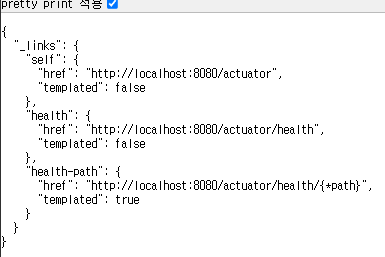 pretty print 적용
{
  "_links": {
    "self": {
      "href": "http://localhost:8080/actuator",
      "templated": false
    },
    "health": {
      "href": "http://localhost:8080/actuator/health",
      "templated": false
    },
    "health-path": {
      "href": "http://localhost:8080/actuator/health/{*path}",
      "templated": true
    }
  }
}